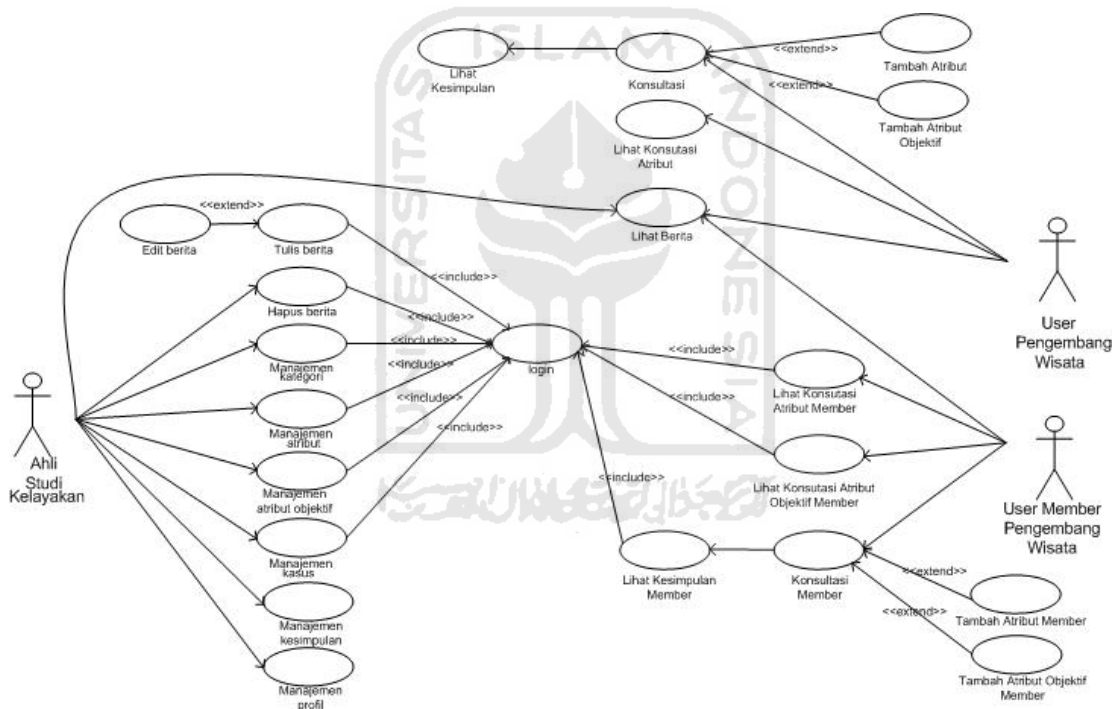 ISLAM
UNIVERSITAS
INDONESIA
Lihat
Kesimpulan
Konsultasi
<<extend>>
<<extend>>
Tambah Atribut
Tambah Atribut
Objektif
Lihat Konsutasi
Atribut
Lihat Berita
<<extend>>
Edit berita
Tulis berita
<<include>>
Hapus berita
<<include>>
Manajemen
kategori
<<include>>
Manajemen
atribut
<<include>>
Manajemen
atribut objektif
<<include>>
Manajemen
kasus
<<include>>
Manajemen
kesimpulan
Manajemen
profil
login
Ahli
Studi
Kelayakan
User
Pengembang
Wisata
<<include>>
Lihat Konsutasi
Atribut Member
<<include>>
Lihat Konsutasi Atribut
Objektif Member
<<include>>
Lihat Kesimpulan
Member
Konsultasi
Member
User Member
Pengembang
Wisata
<<extend>>
Tambah Atribut Member
<<extend>>
Tambah Atribut Objektif
Member